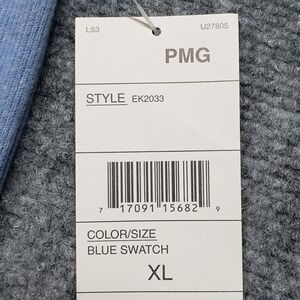 L53 U27805
PMG
STYLE EK2033
7 17091 15682 9
COLOR/SIZE
BLUE SWATCH
XL